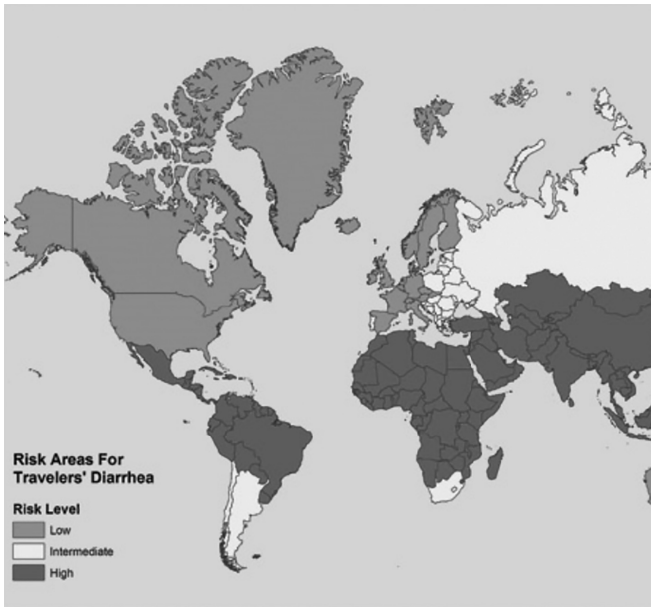 Risk Areas For
Travelers' Diarrhea
Risk Level
Low
Intermediate
High